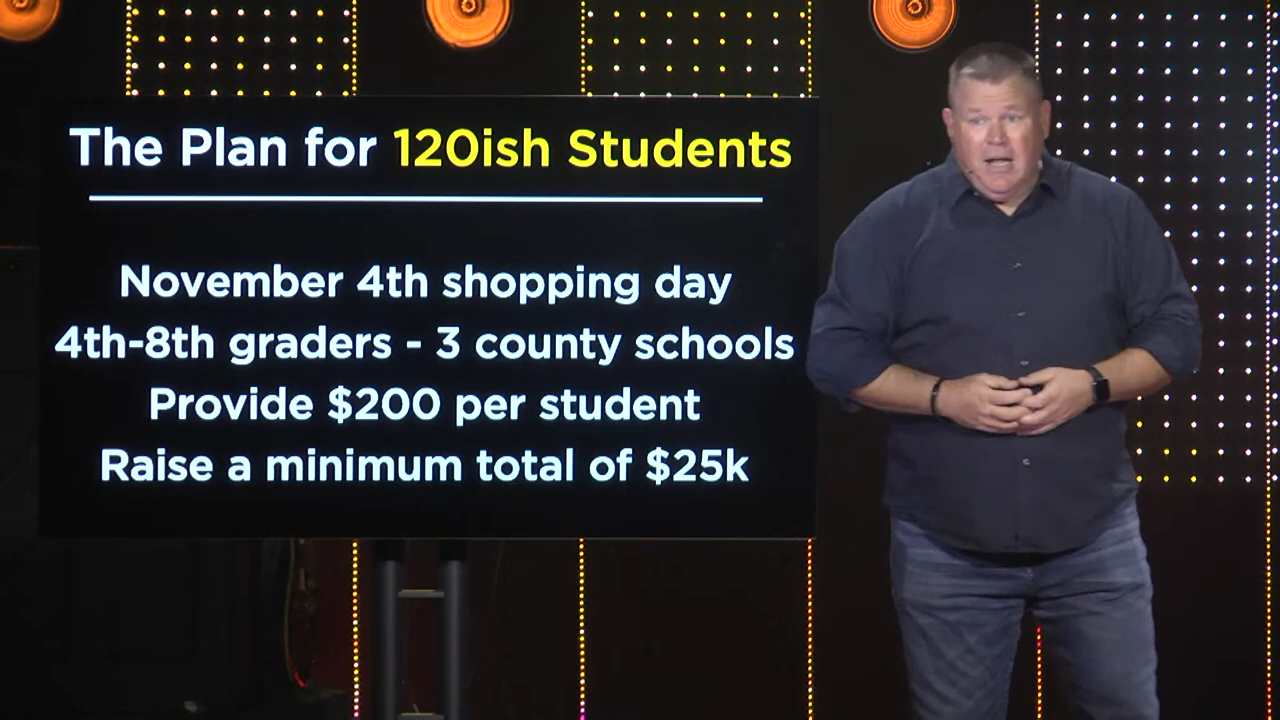 The Plan for 120ish Students
November 4th shopping day
4th-8th graders - 3 county schools
Provide $200 per student
Raise a minimum total of $25k